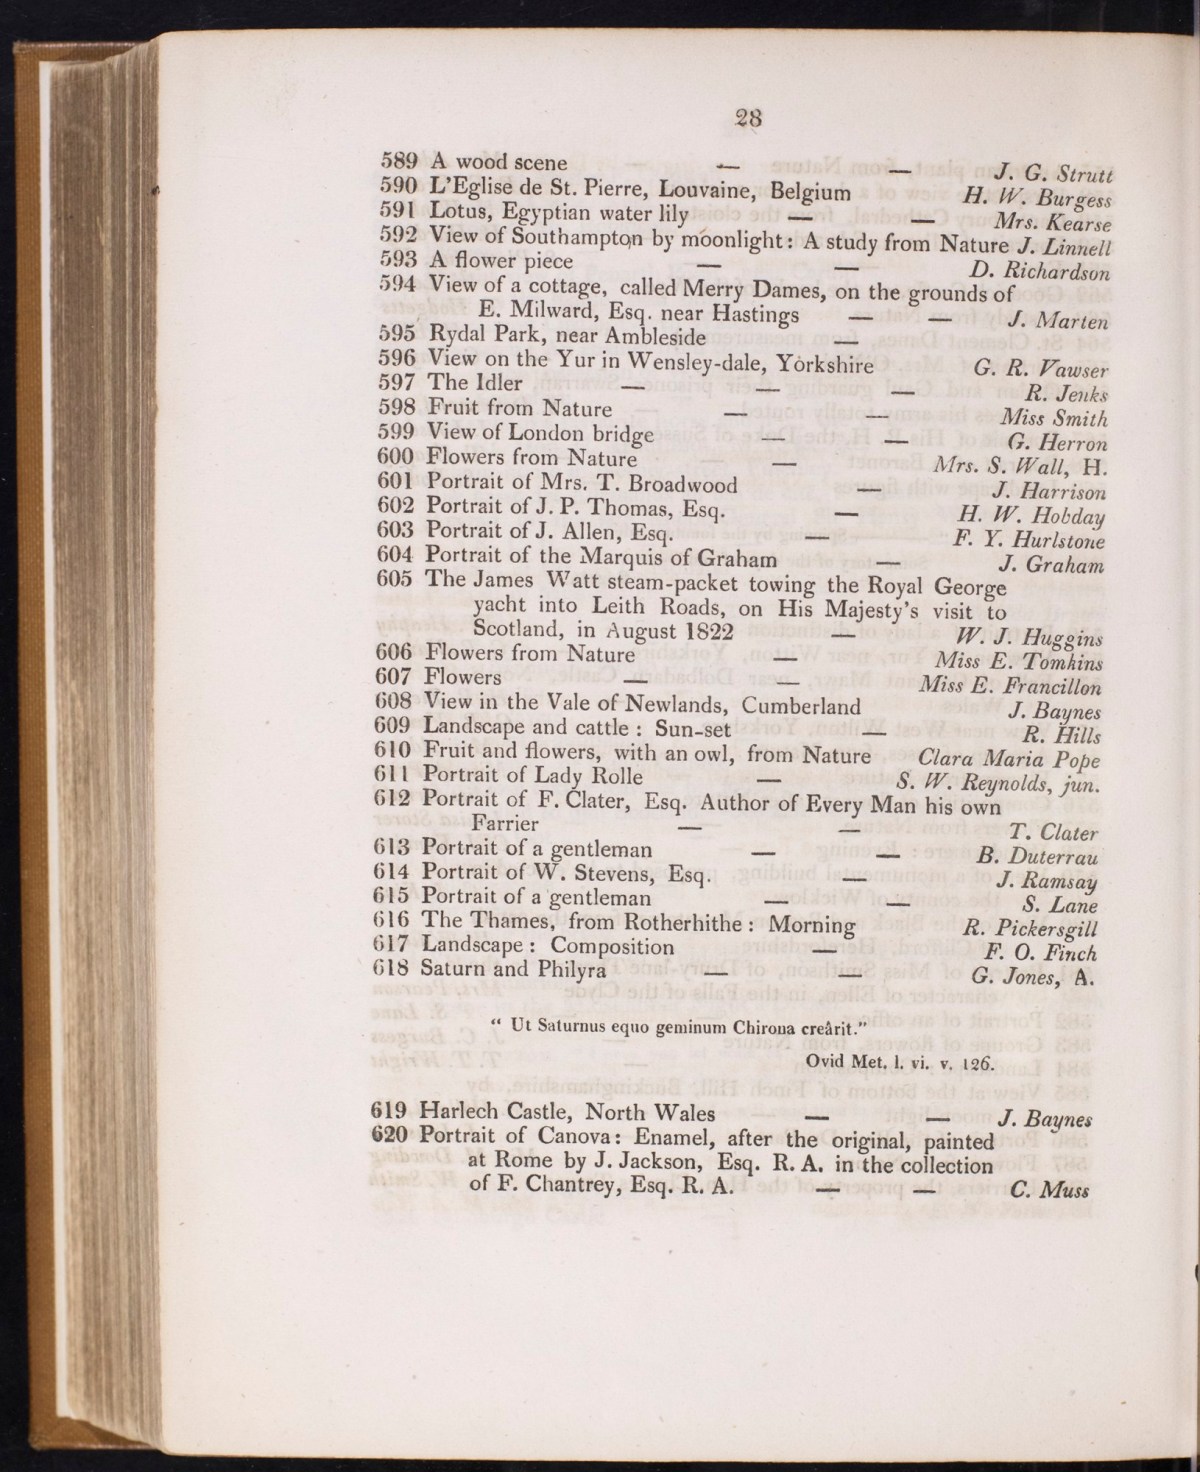 28
589 A wood scene — — J. G. Strutt
590 L'Eglise de St. Pierre, Louvaine, Belgium H. W. Burgess
591 Lotus, Egyptian water lily — — Mrs. Kearse
592 View of Southampton by moonlight: A study from Nature J. Linnell
593 A flower piece — — D. Richardson
594 View of a cottage, called Merry Dames, on the grounds of
E. Milward, Esq. near Hastings — — J. Marten
595 Rydal Park, near Ambleside —
596 View on the Yur in Wensley-dale, Yorkshire G. R. Vawser
597 The Idler — — — R. Jenks
598 Fruit from Nature — — Miss Smith
599 View of London bridge — — G. Herron
600 Flowers from Nature — Mrs. S. Wall, H.
601 Portrait of Mrs. T. Broadwood — J. Harrison
602 Portrait of J. P. Thomas, Esq. — H. W. Hobday
603 Portrait of J. Allen, Esq. — F. Y. Hurlstone
604 Portrait of the Marquis of Graham — J. Graham
605 The James Watt steam-packet towing the Royal George
yacht into Leith Roads, on His Majesty's visit to
Scotland, in August 1822 — W. J. Huggins
606 Flowers from Nature — Miss E. Tomkins
607 Flowers — — Miss E. Francillon
608 View in the Vale of Newlands, Cumberland J. Baynes
609 Landscape and cattle : Sun-set — R. Hills
610 Fruit and flowers, with an owl, from Nature Clara Maria Pope
611 Portrait of Lady Rolle — S. W. Reynolds, jun.
612 Portrait of F. Clater, Esq. Author of Every Man his own
Farrier — — T. Clater
613 Portrait of a gentleman — — B. Duterrau
614 Portrait of W. Stevens, Esq. — J. Ramsay
615 Portrait of a gentleman — — S. Lane
616 The Thames, from Rotherhithe : Morning R. Pickersgill
617 Landscape : Composition — F. O. Finch
618 Saturn and Philyra — — G. Jones, A.
“ Ut Saturnus equo geminum Chirona creârit.”
Ovid Met. l. vi. v. 126.
619 Harlech Castle, North Wales — — J. Baynes
620 Portrait of Canova: Enamel, after the original, painted
at Rome by J. Jackson, Esq. R. A. in the collection
of F. Chantrey, Esq. R. A. — — C. Muss